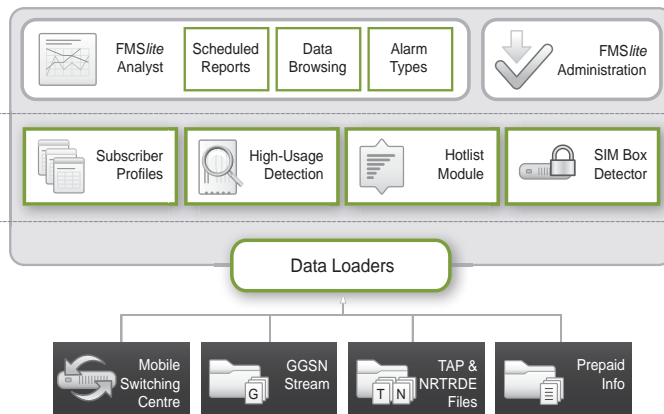 FMSlite
Analyst
Scheduled
Reports
Data
Browsing
Alarm
Types
FMSlite
Administration
Subscriber
Profiles
High-Usage
Detection
Hotlist
Module
SIM Box
Detector
Data Loaders
Mobile
Switching
Centre
G
GGSN
Stream
T N
TAP &
NRTRDE
Files
Prepaid
Info